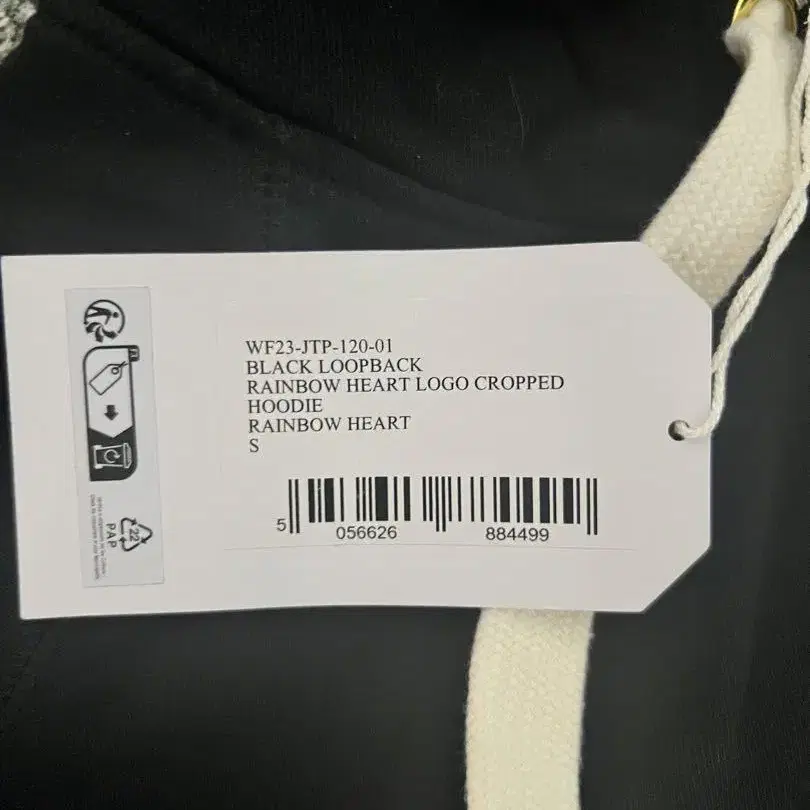 WF23-JTP-120-01
BLACK LOOPBACK
RAINBOW HEART LOGO CROPPED
HOODIE
RAINBOW HEART
S
5 056626 884499
22
PAP